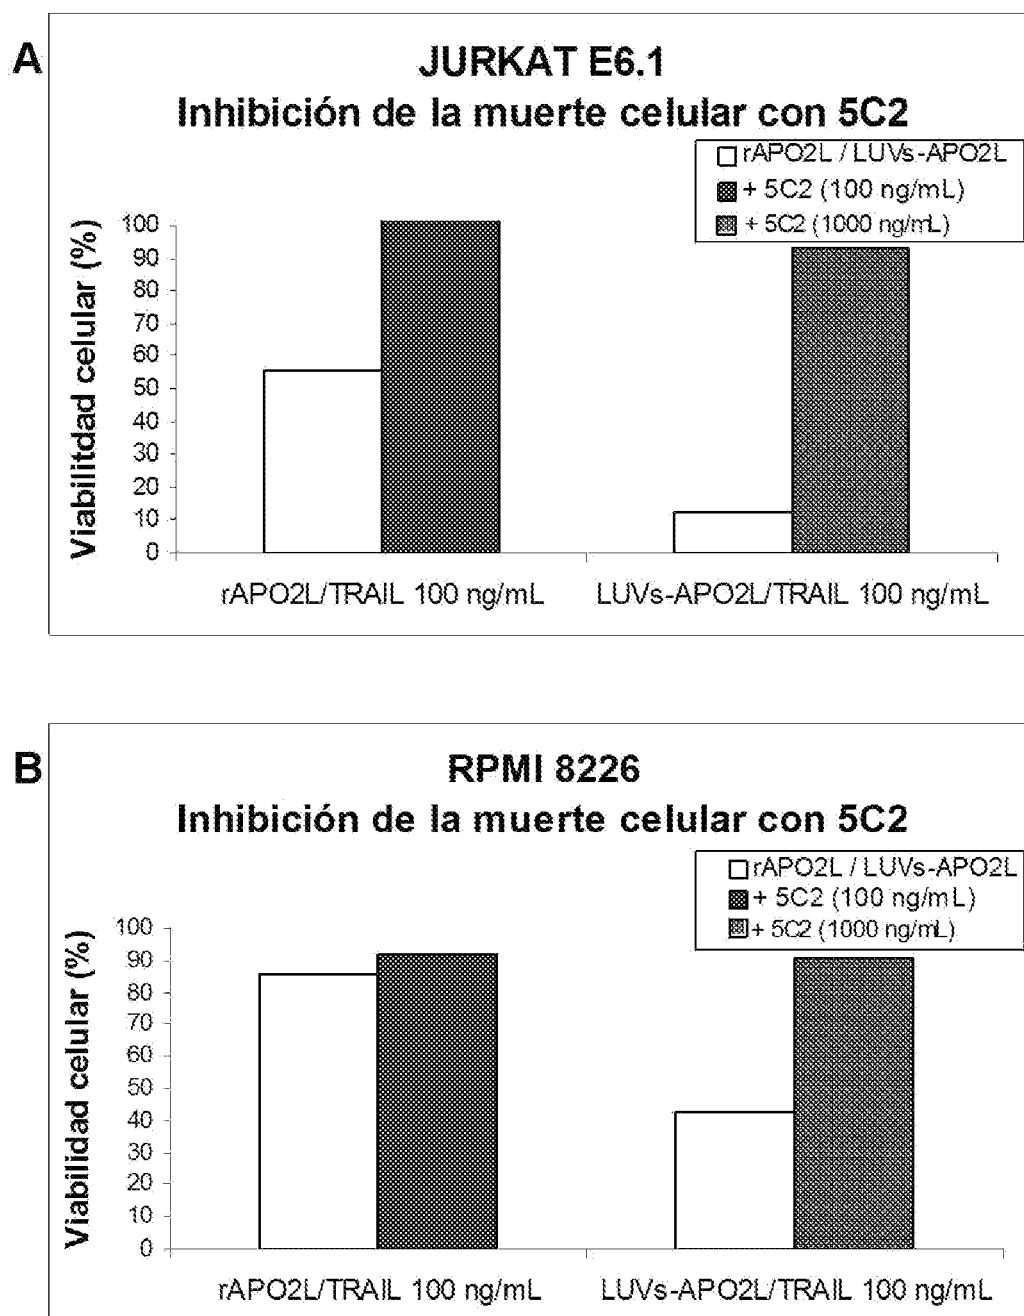 A
JURKAT E6.1
Inhibición de la muerte celular con 5C2
rAPO2L / LUVs-APO2L
+ 5C2 (100 ng/mL)
+ 5C2 (1000 ng/mL)
Viabilitdad celular (%)
100
90
80
70
60
50
40
30
20
10
0
rAPO2L/TRAIL 100 ng/mL
LUVs-APO2L/TRAIL 100 ng/mL
B
RPMI 8226
Inhibición de la muerte celular con 5C2
rAPO2L / LUVs-APO2L
+ 5C2 (100 ng/mL)
+ 5C2 (1000 ng/mL)
Viabilidad celular (%)
100
90
80
70
60
50
40
30
20
10
0
rAPO2L/TRAIL 100 ng/mL
LUVs-APO2L/TRAIL 100 ng/mL